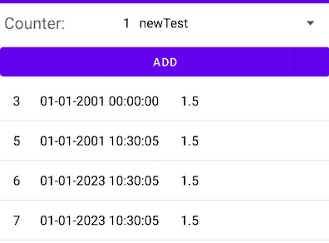 Counter: 1 newTest
ADD
3 01-01-2001 00:00:00 1.5
5 01-01-2001 10:30:05 1.5
6 01-01-2023 10:30:05 1.5
7 01-01-2023 10:30:05 1.5